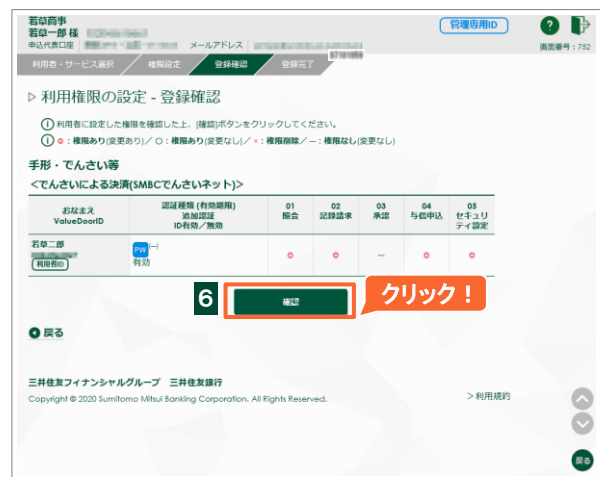 若草商事
若草一郎 様
管理専用ID
申込代表口座
メールアドレス
画面番号:752
利用者・サービス選択
権限設定
登録確認
登録完了
▷ 利用権限の設定 - 登録確認
利用者に設定した権限を確認した上、[確認]ボタンをクリックしてください。
◎:権限あり(変更あり)/〇:権限あり(変更なし)/×:権限削除/-:権限なし(変更なし)
手形・でんさい等
<でんさいによる決済(SMBCでんさいネット)>
おなまえ
ValueDoorID
認証種類 (有効期限)
追加認証
ID有効/無効
01
照会
02
記録請求
03
承認
04
与信申込
05
セキュリ
ティ設定
若草二郎
利用者ID
PW (-)
有効
◎ ◎ - ◎ ◎
6
確認
クリック!
戻る
三井住友フィナンシャルグループ 三井住友銀行
Copyright © 2020 Sumitomo Mitsui Banking Corporation. All Rights Reserved.
>利用規約
戻る